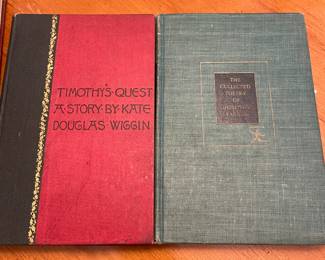 TIMOTHY'S·QUEST
A·STORY·BY·KATE
DOUGLAS·WIGGIN
THE
COLLECTED
POETRY
OF